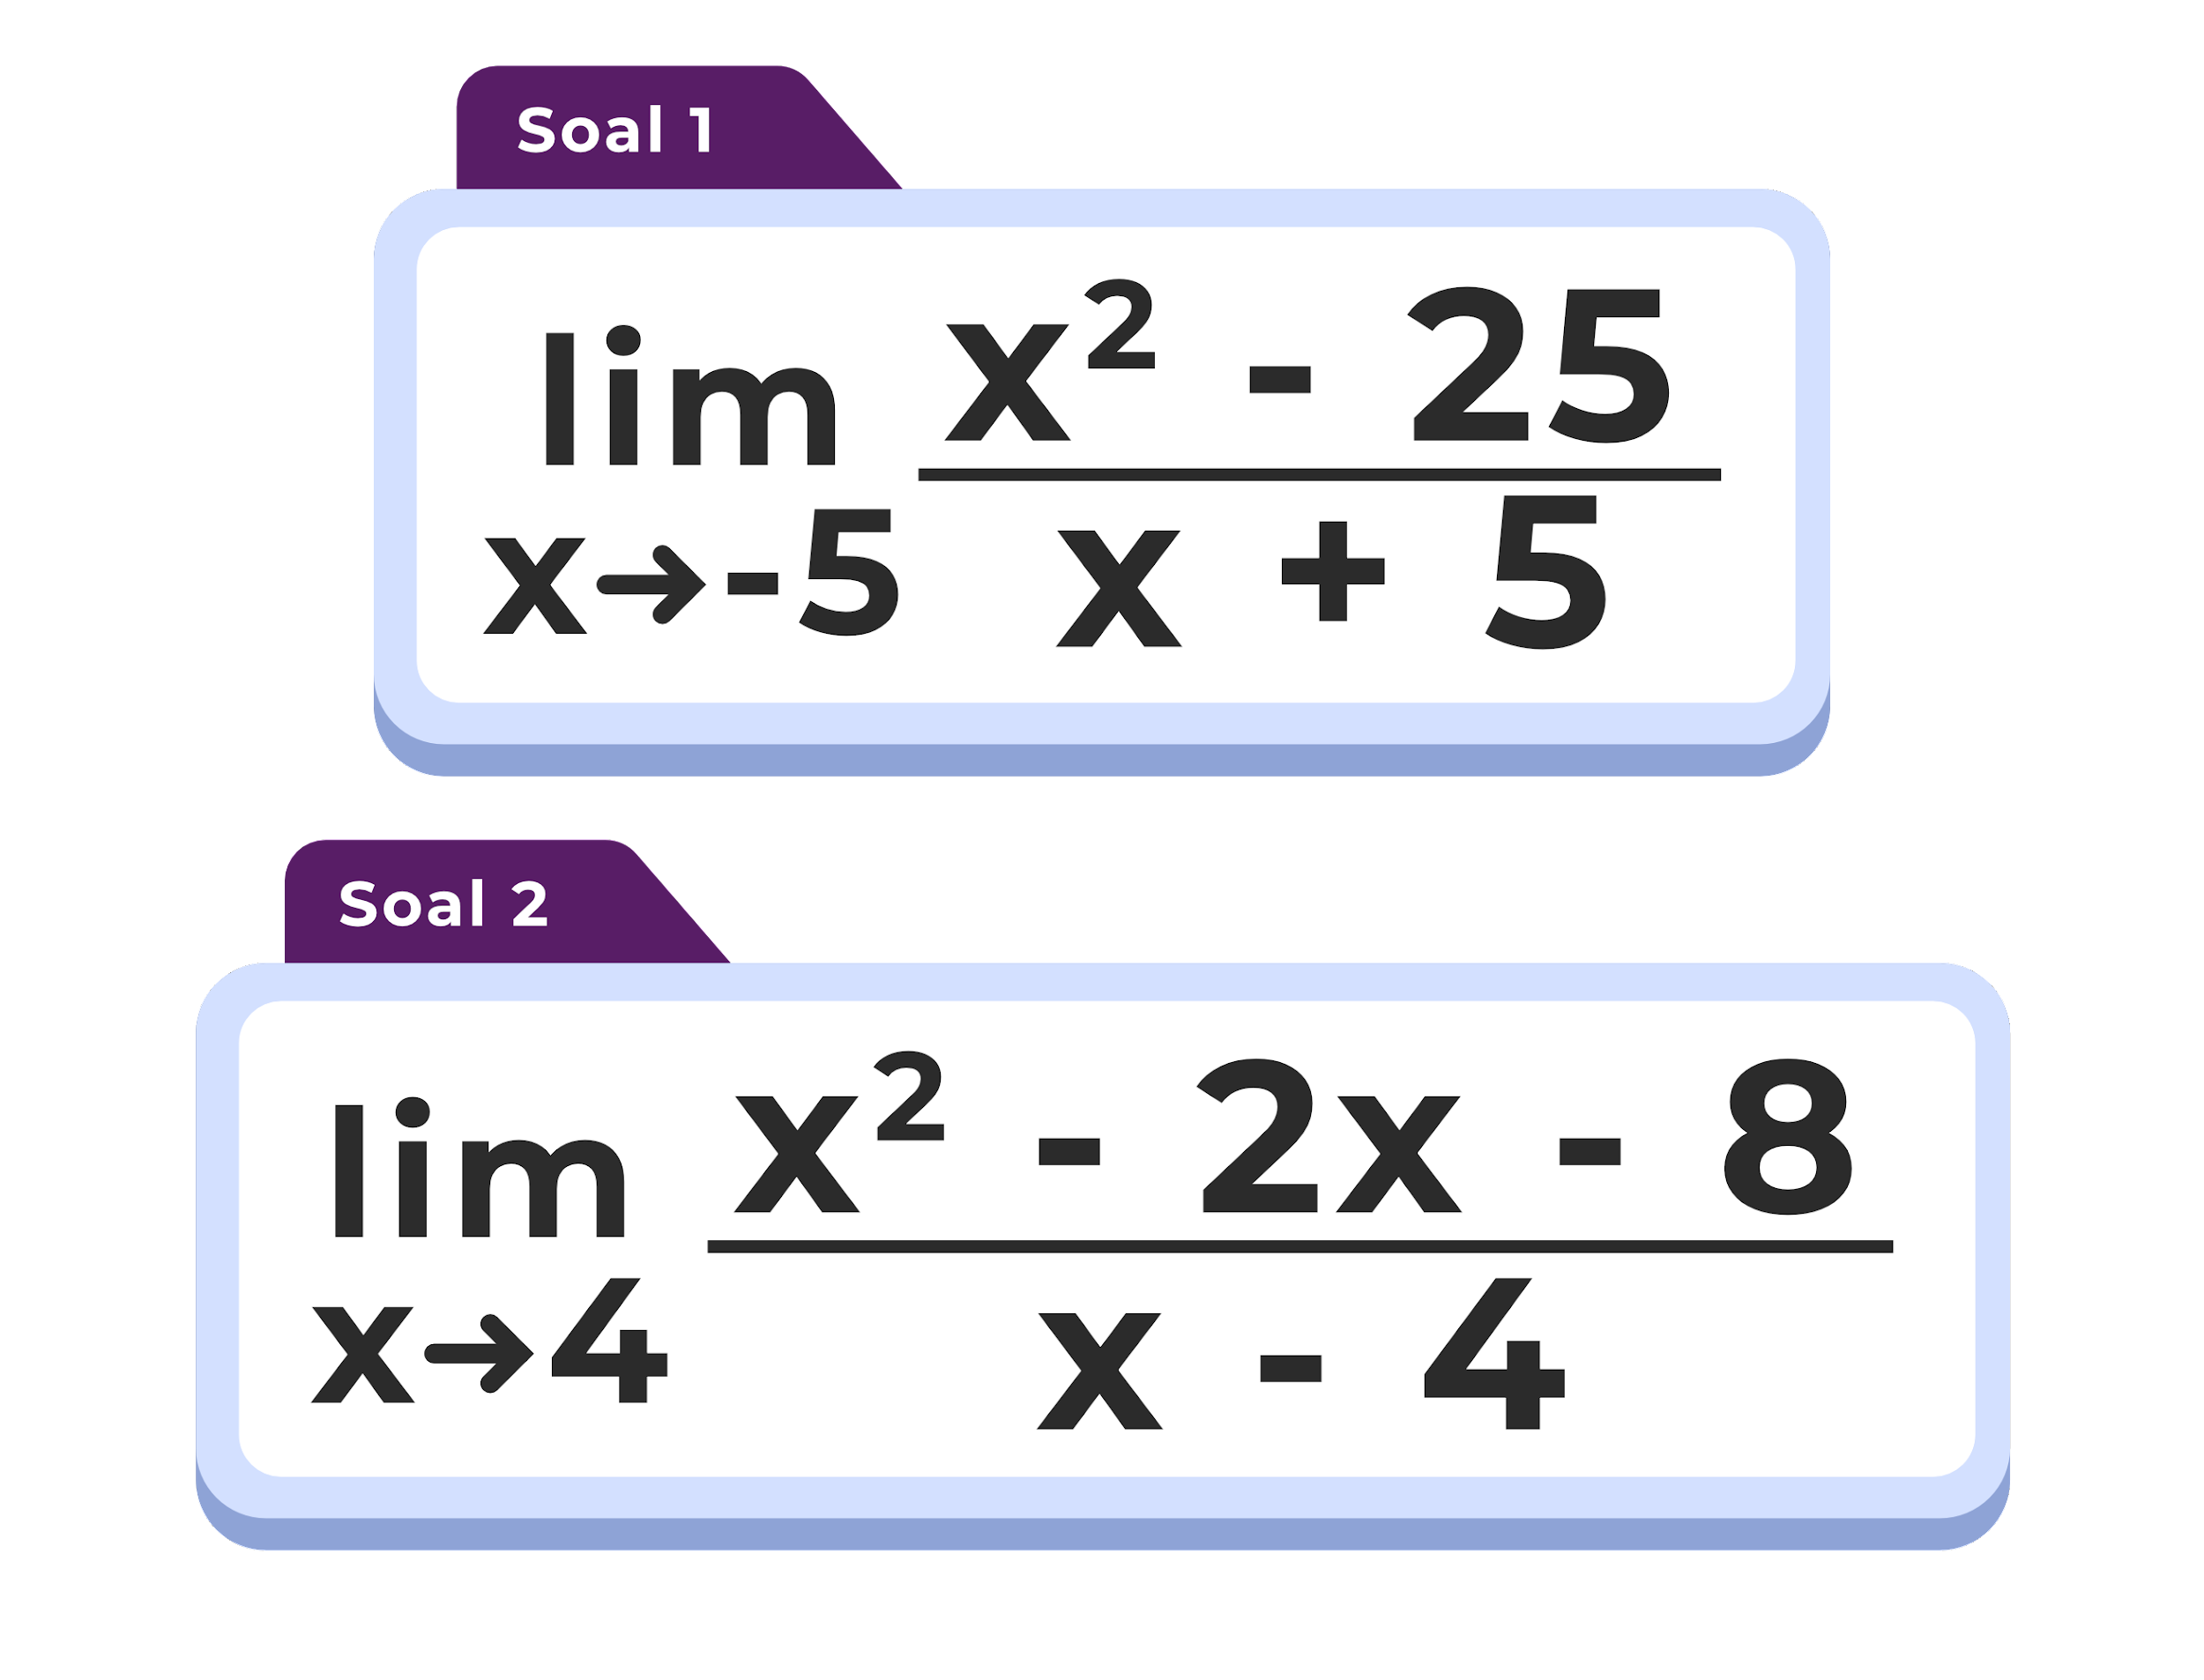 Soal 1
lim x² - 25
x→-5 x + 5
Soal 2
lim x² - 2x - 8
x→4 x - 4